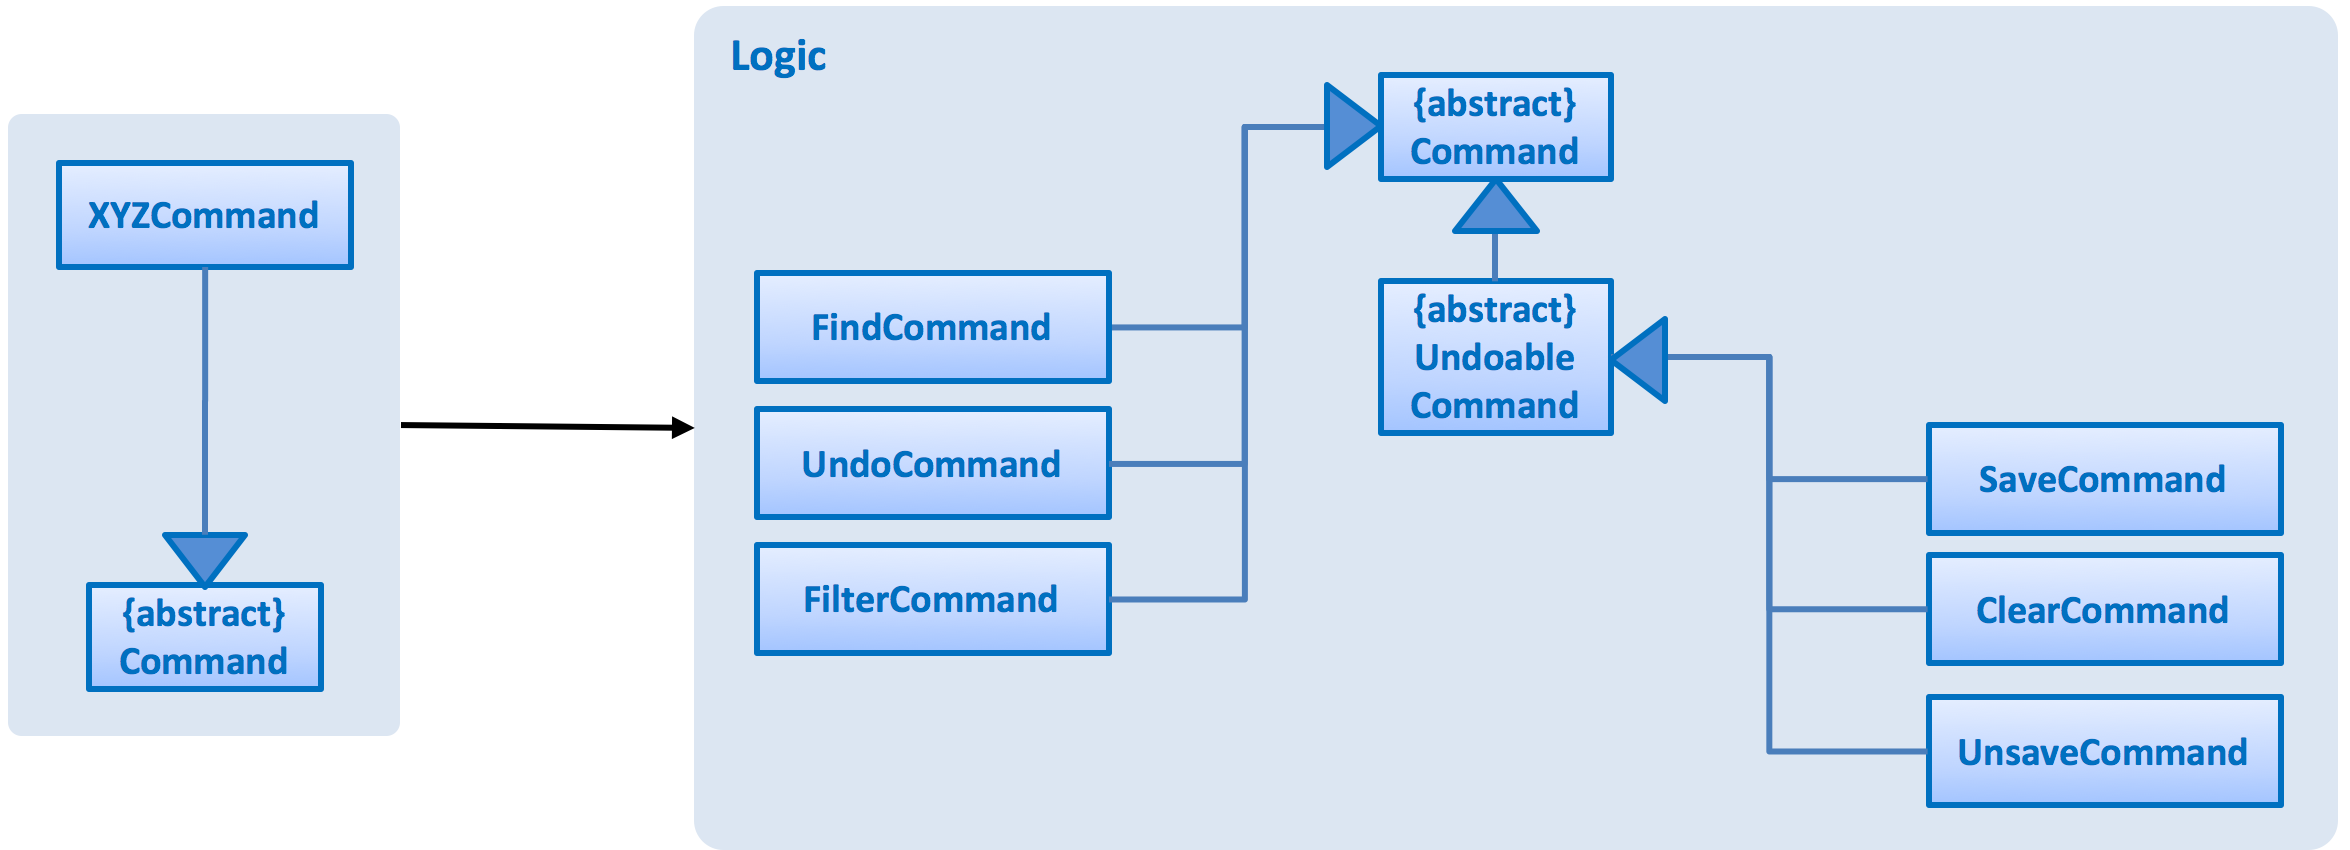 XYZCommand
{abstract}
Command
Logic
{abstract}
Command
FindCommand
UndoCommand
FilterCommand
{abstract}
Undoable
Command
SaveCommand
ClearCommand
UnsaveCommand